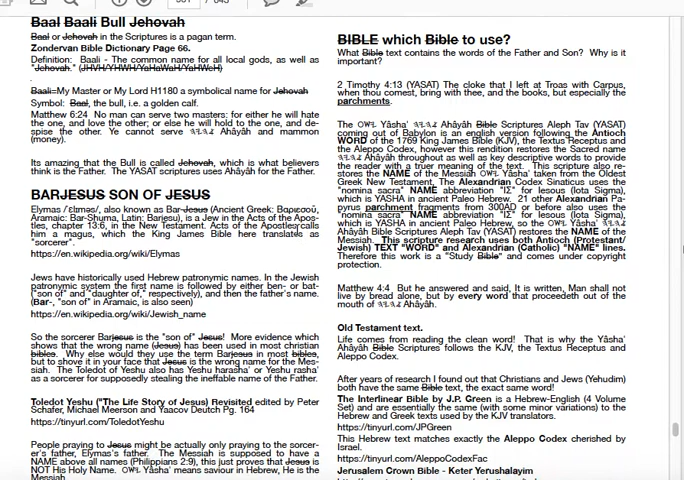 Baal Baali Bull Jehovah
Baal or Jehovah in the Scriptures is a pagan term.
Zondervan Bible Dictionary Page 66.
Definition: Baali - The common name for all local gods, as well as
"Jehovah." (JHVH/YHWH/YaHaWaH/YaHWeH)
Baali=My Master or My Lord H1180 a symbolical name for Jehovah
Symbol: Baal, the bull, i.e. a golden calf.
Matthew 6:24 No man can serve two masters: for either he will
hate the one, and love the other; or else he will hold to the one, and de-
spise the other. Ye cannot serve 𐤀𐤄𐤉𐤄 Ahâyâh and mammon
(money).
Its amazing that the Bull is called Jehovah, which is what believers
think is the Father. The YASAT scriptures uses Ahâyâh for the Father.
BARJESUS SON OF JESUS
Elymas /ˈɛlɪməs/, also known as Bar-Jesus (Ancient Greek: Βαριεσοῦ,
Aramaic: Bar-Shuma, Latin: Barjesu), is a Jew in the Acts of the Apos-
tles, chapter 13:6, in the New Testament. Acts of the Apostles calls
him a magus, which the King James Bible here translates as
"sorcerer".
https://en.wikipedia.org/wiki/Elymas
Jews have historically used Hebrew patronymic names. In the Jewish
patronymic system the first name is followed by either ben- or bat-
("son of" and "daughter of," respectively), and then the father's name.
(Bar-, "son of" in Aramaic, is also seen)
https://en.wikipedia.org/wiki/Jewish_name
So the sorcerer Barjesus is the "son of" Jesus! More evidence which
shows that the wrong name (Jesus) has been used in most christian
bibles. Why else would they use the term Barjesus in most bibles,
but to shove it in your face that Jesus is the wrong name for the Mes-
siah. The Toledot of Yeshu also has Yeshu harasha' or Yeshu rasha'
as a sorcerer for supposedly stealing the ineffable name of the Father.
Toledot Yeshu ("The Life Story of Jesus) Revisited edited by Peter
Schafer, Michael Meerson and Yaacov Deutch Pg. 164
https://tinyurl.com/ToledotYeshu
People praying to Jesus might be actually only praying to the sorcer-
er's father, Elymas's father. The Messiah is supposed to have a
NAME above all names (Philippians 2:9), this just proves that Jesus is
NOT His Holy Name. Yâsha' means saviour in Hebrew, He is the
Messiah
BIBLE which Bible to use?
What Bible text contains the words of the Father and Son? Why is it
important?
2 Timothy 4:13 (YASAT) The cloke that I left at Troas with Carpus,
when thou comest, bring with thee, and the books, but especially the
parchments.
The Yâsha' 𐤀𐤄𐤉𐤄 Ahâyâh Bible Scriptures Aleph Tav (YASAT)
coming out of Babylon is an english version following the Antioch
WORD of the 1769 King James Bible (KJV), the Textus Receptus and
the Aleppo Codex, however this rendition restores the Sacred name
𐤀𐤄𐤉𐤄 Ahâyâh throughout as well as key descriptive words to provide
the reader with a truer meaning of the text. This scripture also re-
stores the NAME of the Messiah Yâsha' taken from the Oldest
Greek New Testament, The Alexandrian Codex Sinaiticus uses the
"nomina sacra" NAME abbreviation "ΙΣ" for Iesous (Iota Sigma),
which is YASHA in ancient Paleo Hebrew. 21 other Alexandrian Pa-
pyrus parchment fragments from 300AD or before also uses the
"nomina sacra" NAME abbreviation "ΙΣ" for Iesous (Iota Sigma),
which is YASHA in ancient Paleo Hebrew, so the Yâsha' 𐤀𐤄𐤉𐤄
Ahâyâh Bible Scriptures Aleph Tav (YASAT) restores the NAME of the
Messiah. This scripture research uses both Antioch (Protestant/
Jewish) TEXT "WORD" and Alexandrian (Catholic) "NAME" lines.
Therefore this work is a "Study Bible" and comes under copyright
protection.
Matthew 4:4 But he answered and said, It is written, Man shall not
live by bread alone, but by every word that proceedeth out of the
mouth of 𐤀𐤄𐤉𐤄 Ahâyâh.
Old Testament text.
Life comes from reading the clean word! That is why the Yâsha'
Ahâyâh Bible Scriptures follows the KJV, the Textus Receptus and
Aleppo Codex.
After years of research I found out that Christians and Jews (Yehudim)
both have the same Bible text, the exact same word!
The Interlinear Bible by J.P. Green is a Hebrew-English (4 Volume
Set) and are essentially the same (with some minor variations) to the
Hebrew and Greek texts used by the KJV translators.
https://tinyurl.com/JPGreen
This Hebrew text matches exactly the Aleppo Codex cherished by
Israel.
https://tinyurl.com/AleppoCodexFac
Jerusalem Crown Bible - Keter Yerushalayim